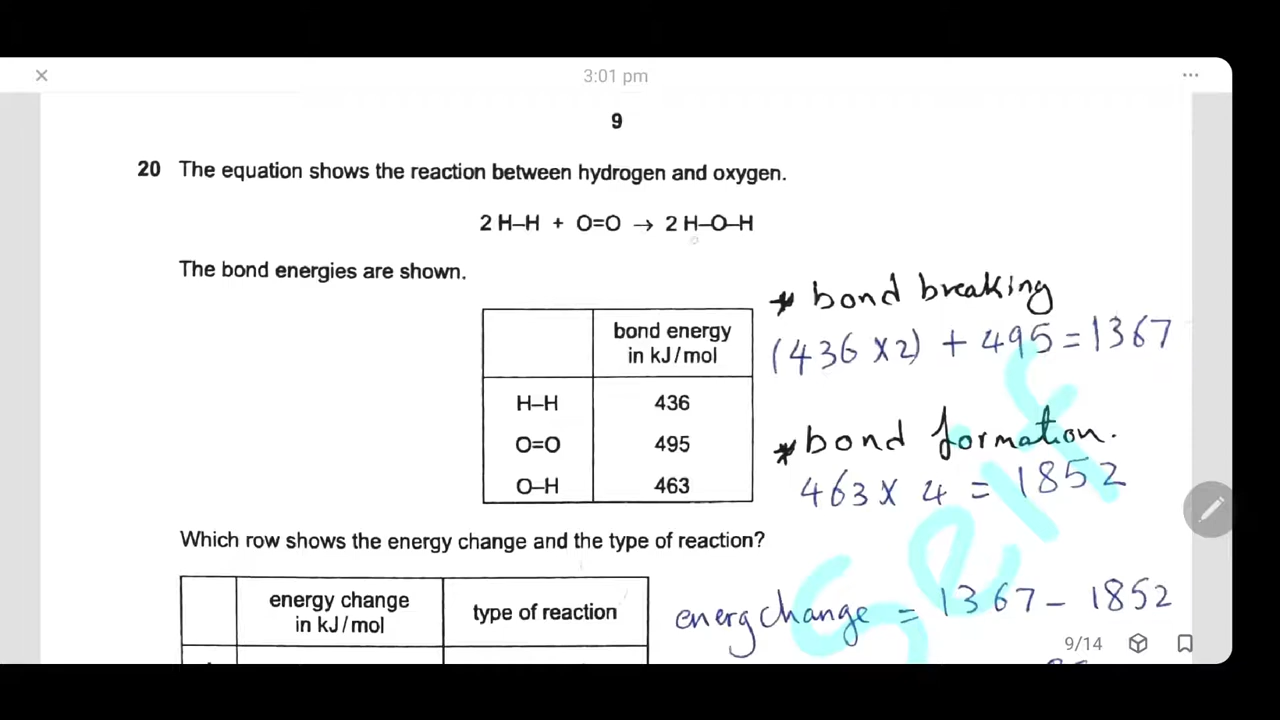 3:01 pm
9
20 The equation shows the reaction between hydrogen and oxygen.
2 H–H + O=O → 2 H–O–H
The bond energies are shown.
* bond breaking
(436 x 2) + 495 = 1367
bond energy
in kJ/mol
H–H 436
O=O 495
O–H 463
* bond formation.
463 x 4 = 1852
Which row shows the energy change and the type of reaction?
energy change
in kJ/mol
type of reaction
energchange = 1367 - 1852
Seif
9/14